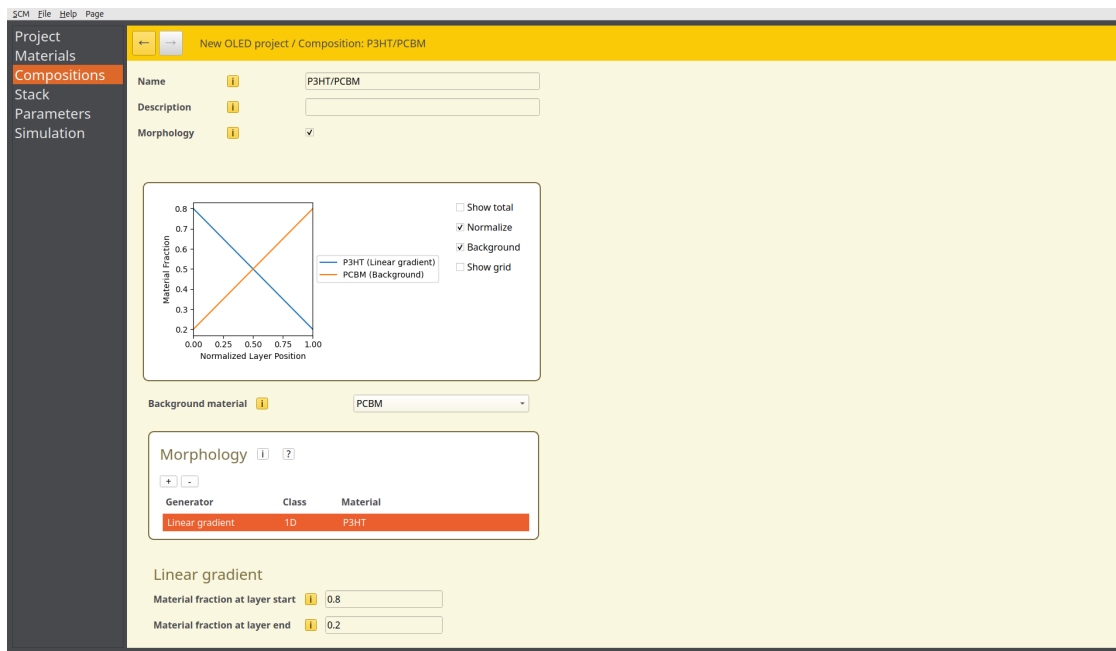 SCM File Help Page
Project
Materials
Compositions
Stack
Parameters
Simulation
← → New OLED project / Composition: P3HT/PCBM
Name i P3HT/PCBM
Description i
Morphology i
Show total
Normalize
Background
Show grid
Material Fraction
0.8
0.7
0.6
0.5
0.4
0.3
0.2
0.00 0.25 0.50 0.75 1.00
Normalized Layer Position
P3HT (Linear gradient)
PCBM (Background)
Background material i PCBM
Morphology i ?
+ -
Generator Class Material
Linear gradient 1D P3HT
Linear gradient
Material fraction at layer start i 0.8
Material fraction at layer end i 0.2